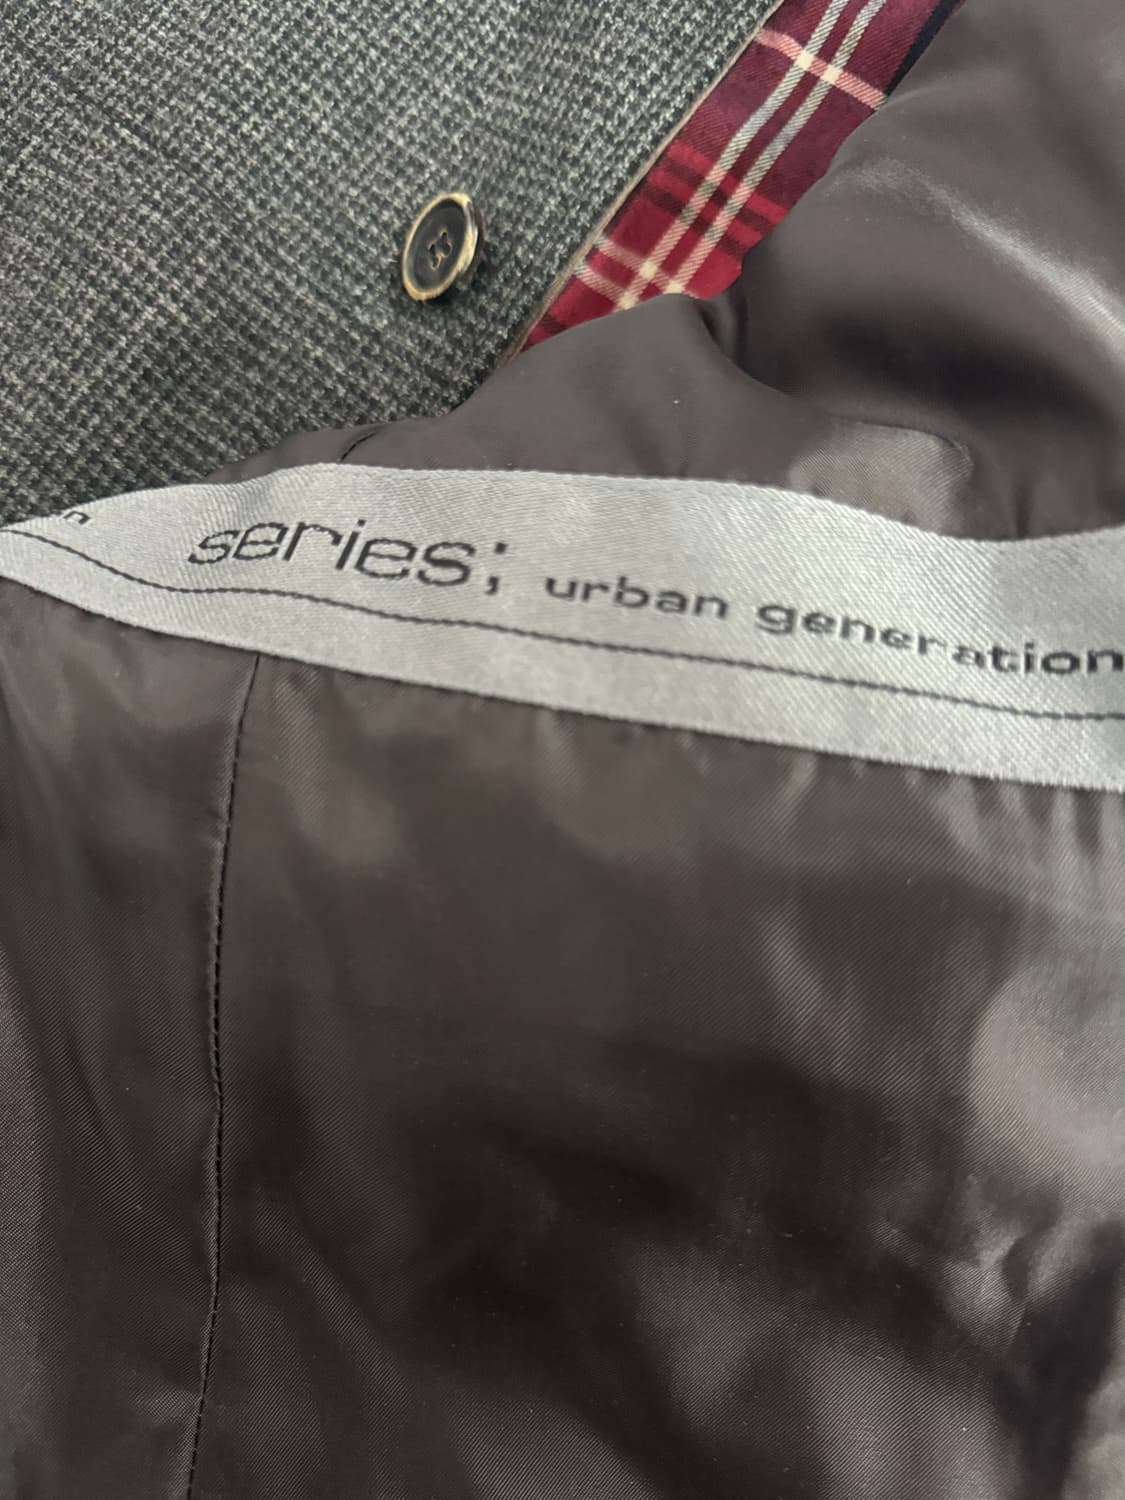 n series; urban generation